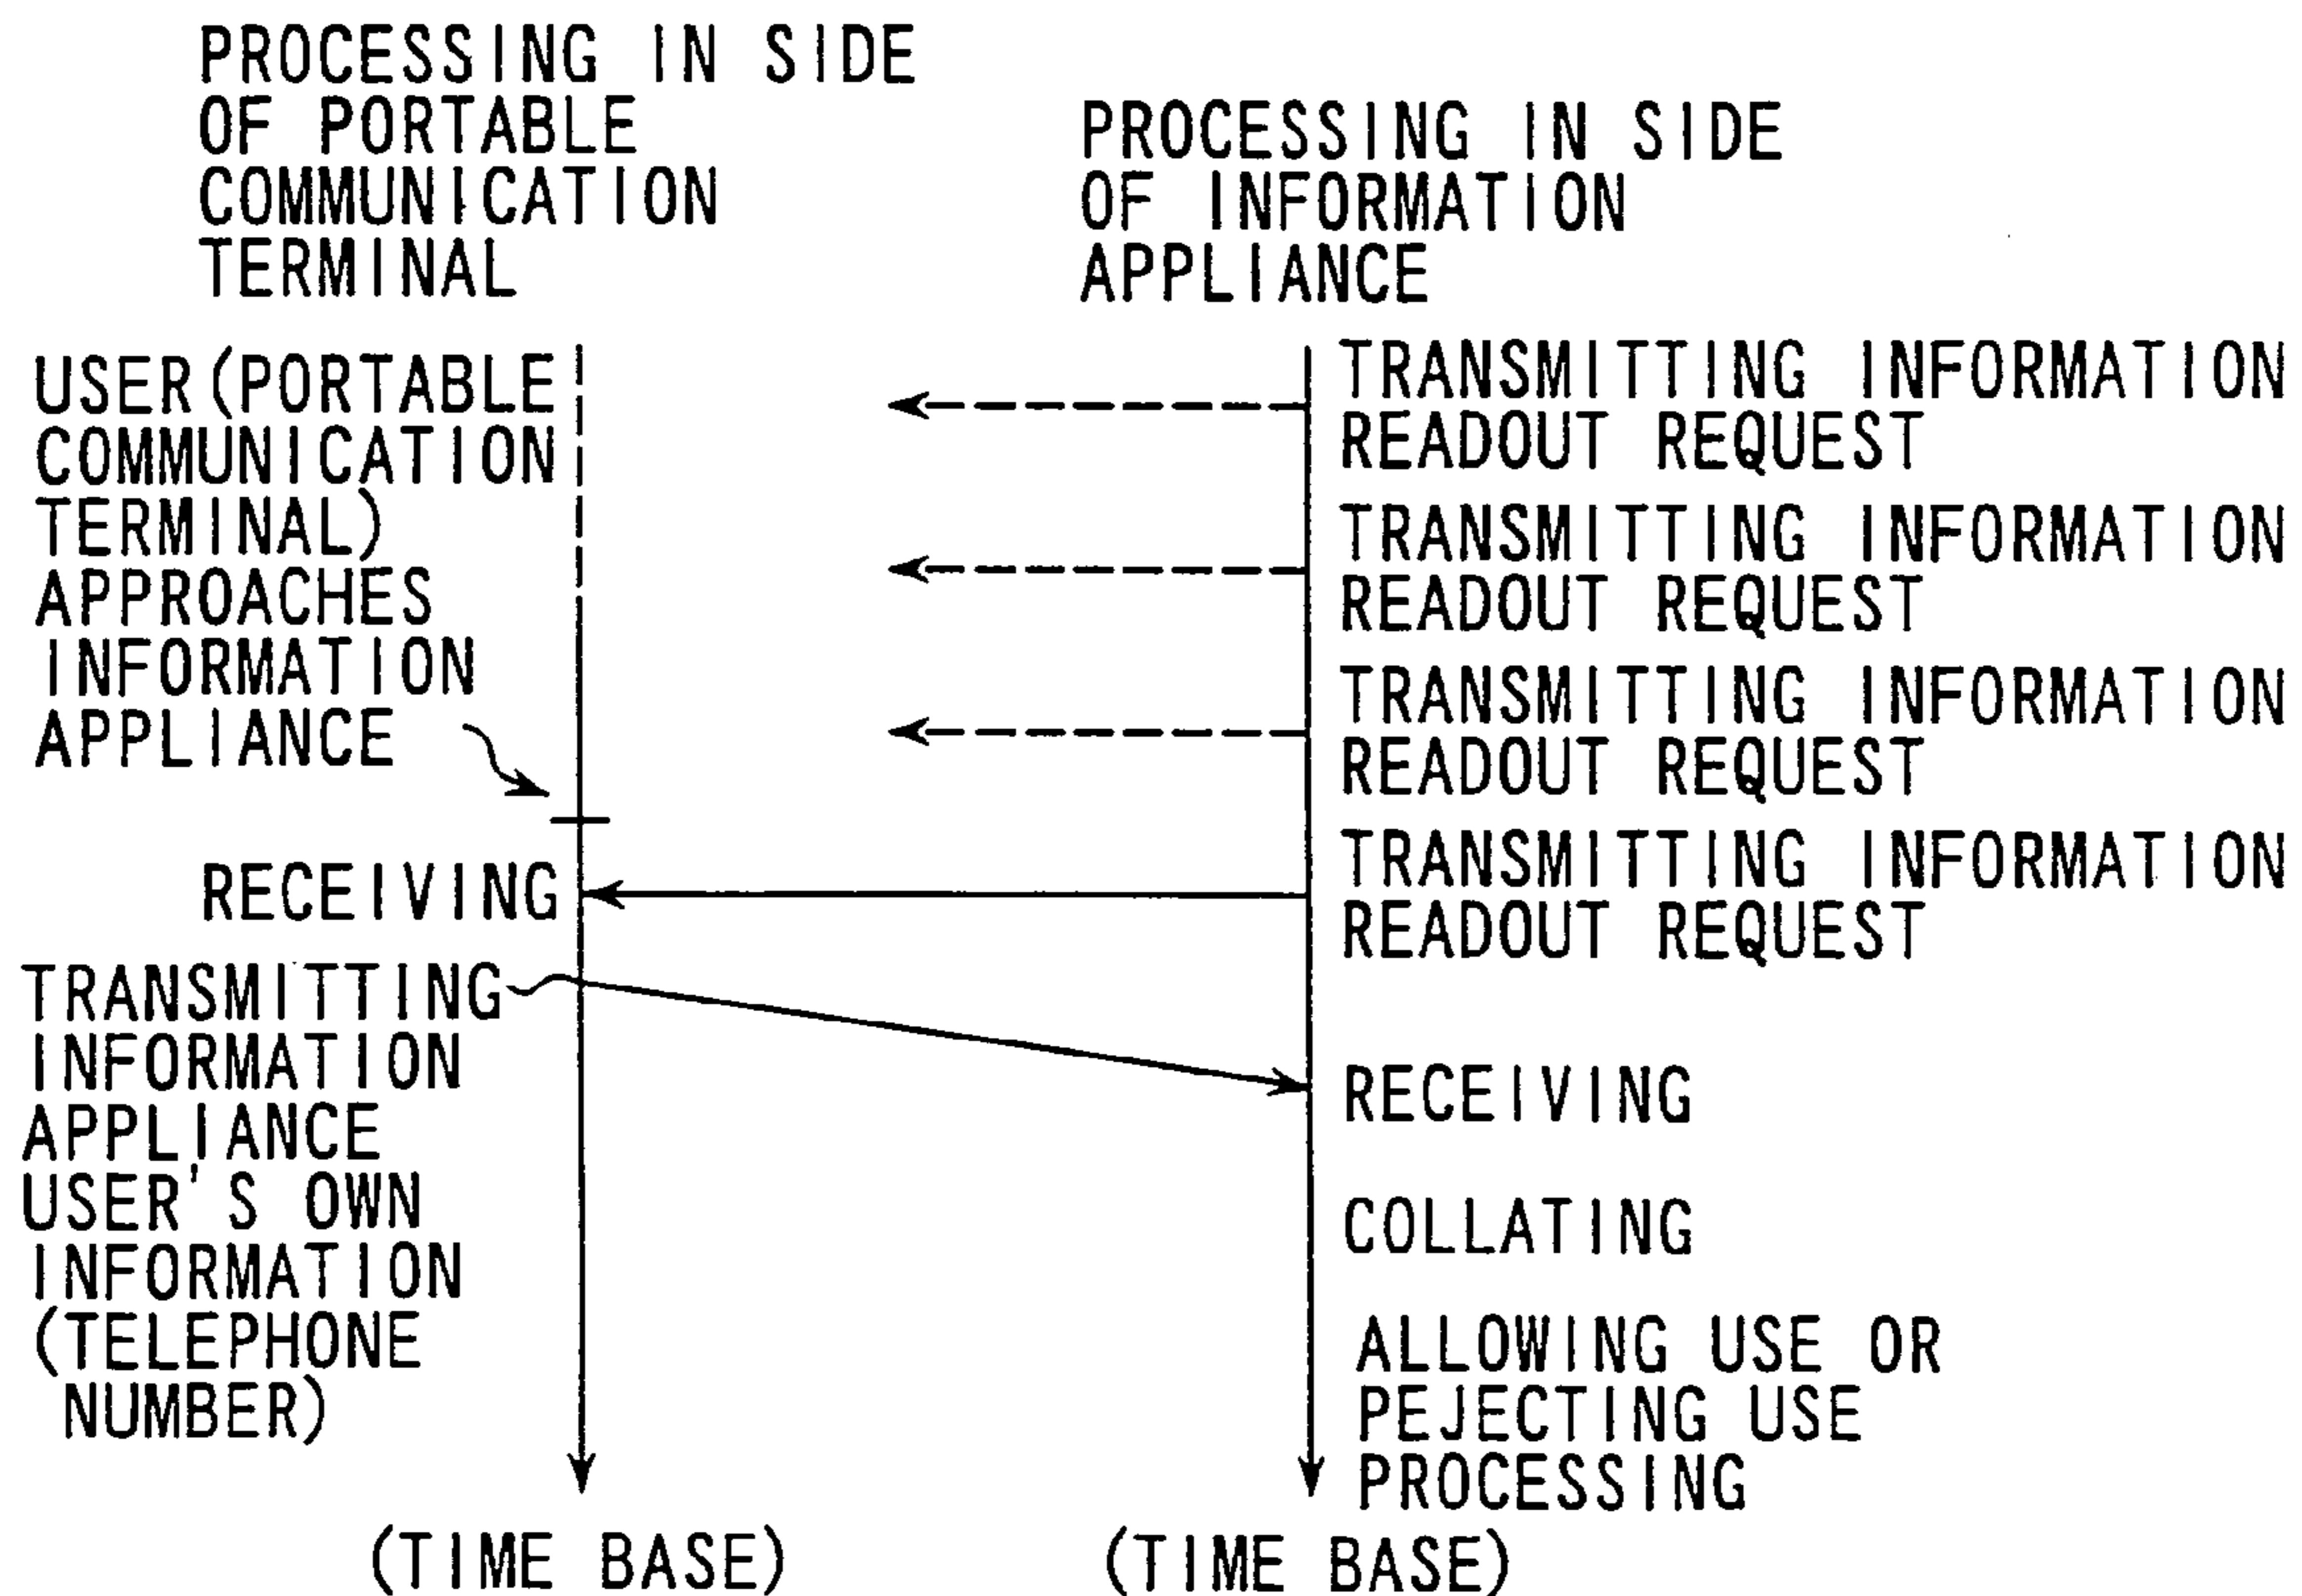 PROCESSING IN SIDE
OF PORTABLE
COMMUNICATION
TERMINAL
PROCESSING IN SIDE
OF INFORMATION
APPLIANCE
USER(PORTABLE
COMMUNICATION
TERMINAL)
APPROACHES
INFORMATION
APPLIANCE
TRANSMITTING INFORMATION
READOUT REQUEST
TRANSMITTING INFORMATION
READOUT REQUEST
TRANSMITTING INFORMATION
READOUT REQUEST
TRANSMITTING INFORMATION
READOUT REQUEST
RECEIVING
TRANSMITTING
INFORMATION
APPLIANCE
USER'S OWN
INFORMATION
(TELEPHONE
NUMBER)
RECEIVING
COLLATING
ALLOWING USE OR
PEJECTING USE
PROCESSING
(TIME BASE)
(TIME BASE)